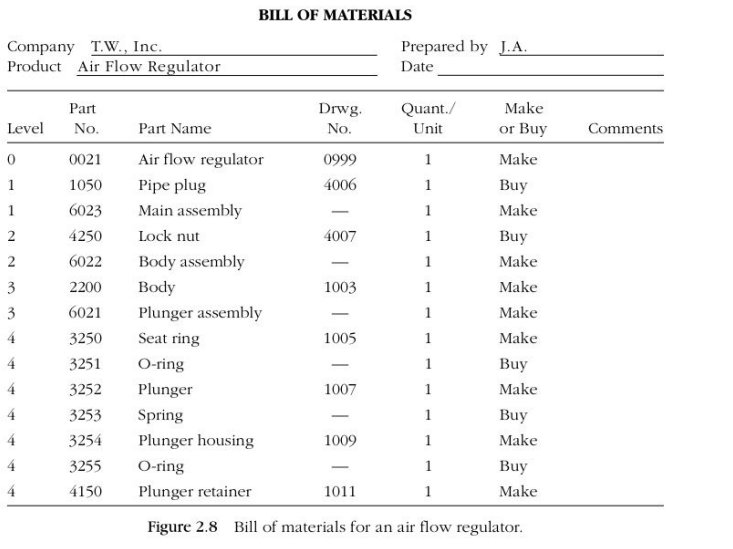 BILL OF MATERIALS
Company T.W., Inc. Prepared by J.A.
Product Air Flow Regulator Date
Part Drwg. Quant./ Make
Level No. Part Name No. Unit or Buy Comments
0 0021 Air flow regulator 0999 1 Make
1 1050 Pipe plug 4006 1 Buy
1 6023 Main assembly — 1 Make
2 4250 Lock nut 4007 1 Buy
2 6022 Body assembly — 1 Make
3 2200 Body 1003 1 Make
3 6021 Plunger assembly — 1 Make
4 3250 Seat ring 1005 1 Make
4 3251 O-ring — 1 Buy
4 3252 Plunger 1007 1 Make
4 3253 Spring — 1 Buy
4 3254 Plunger housing 1009 1 Make
4 3255 O-ring — 1 Buy
4 4150 Plunger retainer 1011 1 Make
Figure 2.8 Bill of materials for an air flow regulator.